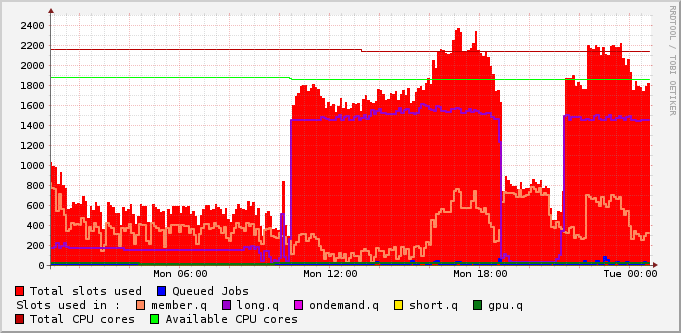 RRDTOOL / TOBI OETIKER
2400
2200
2000
1800
1600
1400
1200
1000
800
600
400
200
0
Mon 06:00 Mon 12:00 Mon 18:00 Tue 00:00
Total slots used Queued Jobs
Slots used in : member.q long.q ondemand.q short.q gpu.q
Total CPU cores Available CPU cores